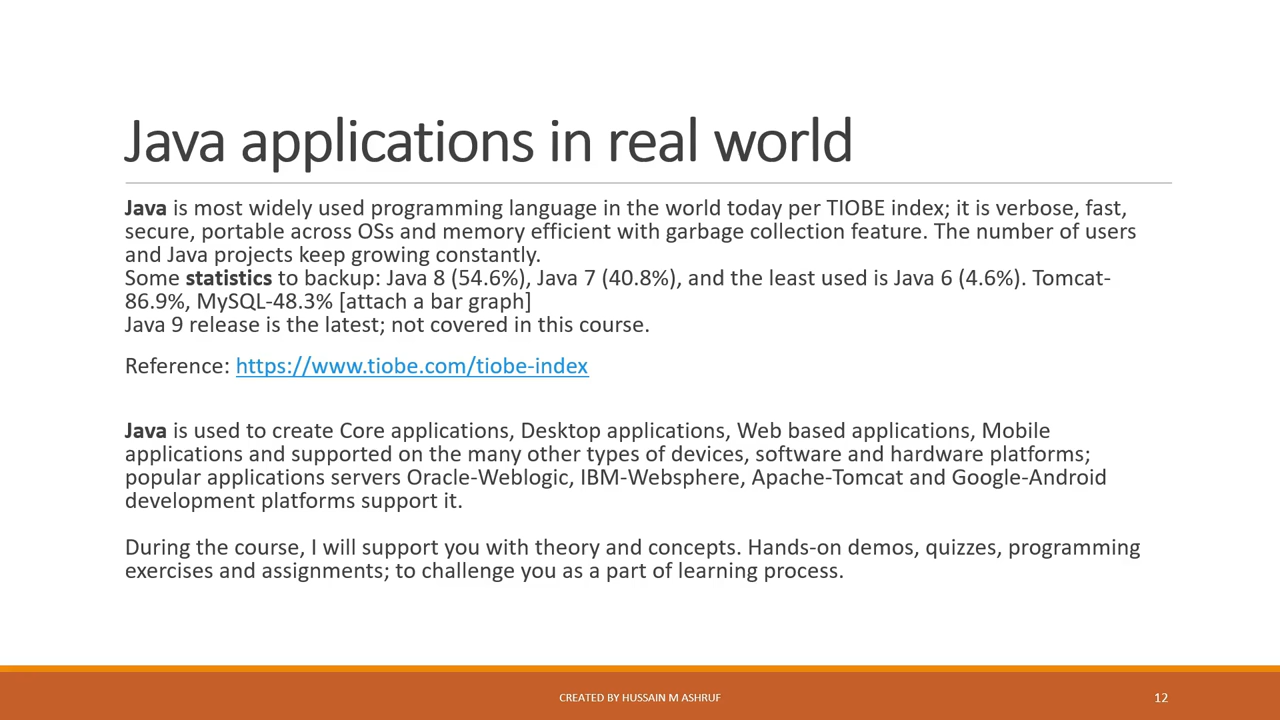 Java applications in real world
Java is most widely used programming language in the world today per TIOBE index; it is verbose, fast,
secure, portable across OSs and memory efficient with garbage collection feature. The number of users
and Java projects keep growing constantly.
Some statistics to backup: Java 8 (54.6%), Java 7 (40.8%), and the least used is Java 6 (4.6%). Tomcat-
86.9%, MySQL-48.3% [attach a bar graph]
Java 9 release is the latest; not covered in this course.
Reference: https://www.tiobe.com/tiobe-index
Java is used to create Core applications, Desktop applications, Web based applications, Mobile
applications and supported on the many other types of devices, software and hardware platforms;
popular applications servers Oracle-Weblogic, IBM-Websphere, Apache-Tomcat and Google-Android
development platforms support it.
During the course, I will support you with theory and concepts. Hands-on demos, quizzes, programming
exercises and assignments; to challenge you as a part of learning process.
CREATED BY HUSSAIN M ASHRUF
12